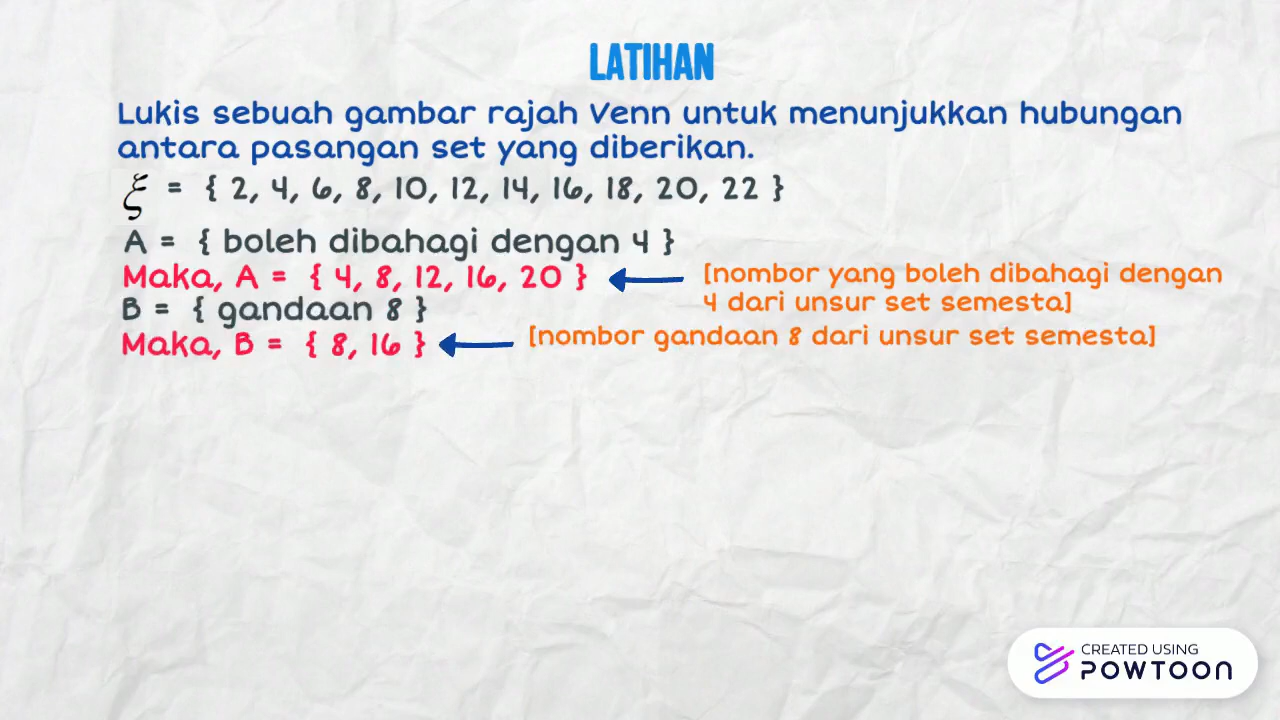 LATIHAN
Lukis sebuah gambar rajah Venn untuk menunjukkan hubungan
antara pasangan set yang diberikan.
ξ = { 2, 4, 6, 8, 10, 12, 14, 16, 18, 20, 22 }
A = { boleh dibahagi dengan 4 }
Maka, A = { 4, 8, 12, 16, 20 }
[nombor yang boleh dibahagi dengan
4 dari unsur set semesta]
B = { gandaan 8 }
Maka, B = { 8, 16 }
[nombor gandaan 8 dari unsur set semesta]
CREATED USING
POWTOON